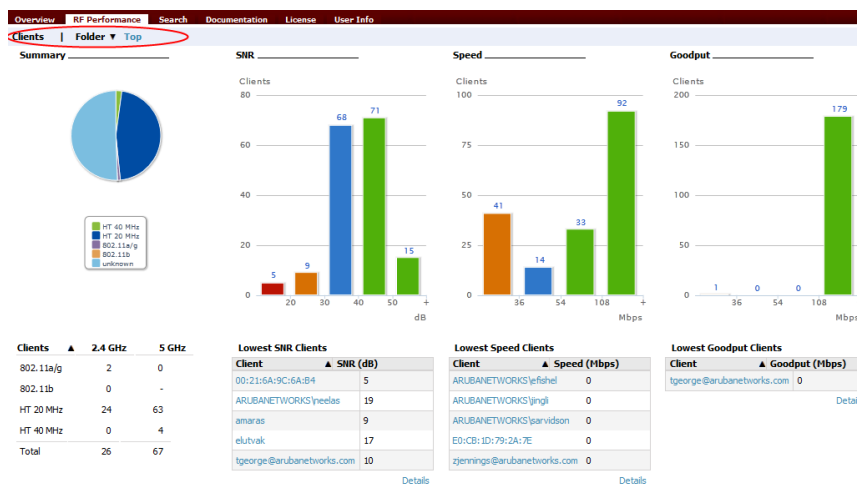 Overview RF Performance Search Documentation License User Info
Clients | Folder ▼ Top
Summary
HT 40 MHz
HT 20 MHz
802.11a/g
802.11b
unknown
SNR
Clients
80
60
40
20
0
5 9 68 71 15
20 30 40 50 +
dB
Speed
Clients
100
75
50
25
0
41 14 33 92
36 54 108 +
Mbps
Goodput
Clients
200
150
100
50
0
1 0 0 179
36 54 108
Mbps
Clients ▲ 2.4 GHz 5 GHz
802.11a/g 2 0
802.11b 0 -
HT 20 MHz 24 63
HT 40 MHz 0 4
Total 26 67
Lowest SNR Clients
Client ▲ SNR (dB)
00:21:6A:9C:6A:B4 5
ARUBANETWORKS\neelas 19
amaras 9
elutvak 17
tgeorge@arubanetworks.com 10
Details
Lowest Speed Clients
Client ▲ Speed (Mbps)
ARUBANETWORKS\efishel 0
ARUBANETWORKS\jingli 0
ARUBANETWORKS\sarvidson 0
E0:CB:1D:79:2A:7E 0
zjennings@arubanetworks.com 0
Details
Lowest Goodput Clients
Client ▲ Goodput (Mbps)
tgeorge@arubanetworks.com 0
Detai